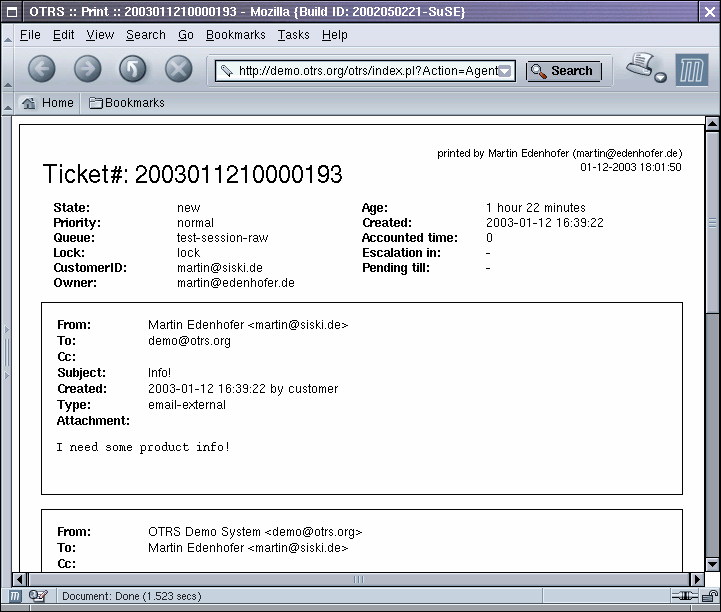 OTRS :: Print :: 2003011210000193 - Mozilla {Build ID: 2002050221-SuSE}
File Edit View Search Go Bookmarks Tasks Help
http://demo.otrs.org/otrs/index.pl?Action=Agent Search
Home Bookmarks
printed by Martin Edenhofer (martin@edenhofer.de)
01-12-2003 18:01:50
Ticket#: 2003011210000193
State: new Age: 1 hour 22 minutes
Priority: normal Created: 2003-01-12 16:39:22
Queue: test-session-raw Accounted time: 0
Lock: lock Escalation in: -
CustomerID: martin@siski.de Pending till: -
Owner: martin@edenhofer.de
From: Martin Edenhofer <martin@siski.de>
To: demo@otrs.org
Cc:
Subject: Info!
Created: 2003-01-12 16:39:22 by customer
Type: email-external
Attachment:
I need some product info!
From: OTRS Demo System <demo@otrs.org>
To: Martin Edenhofer <martin@siski.de>
Cc:
Document: Done (1.523 secs)